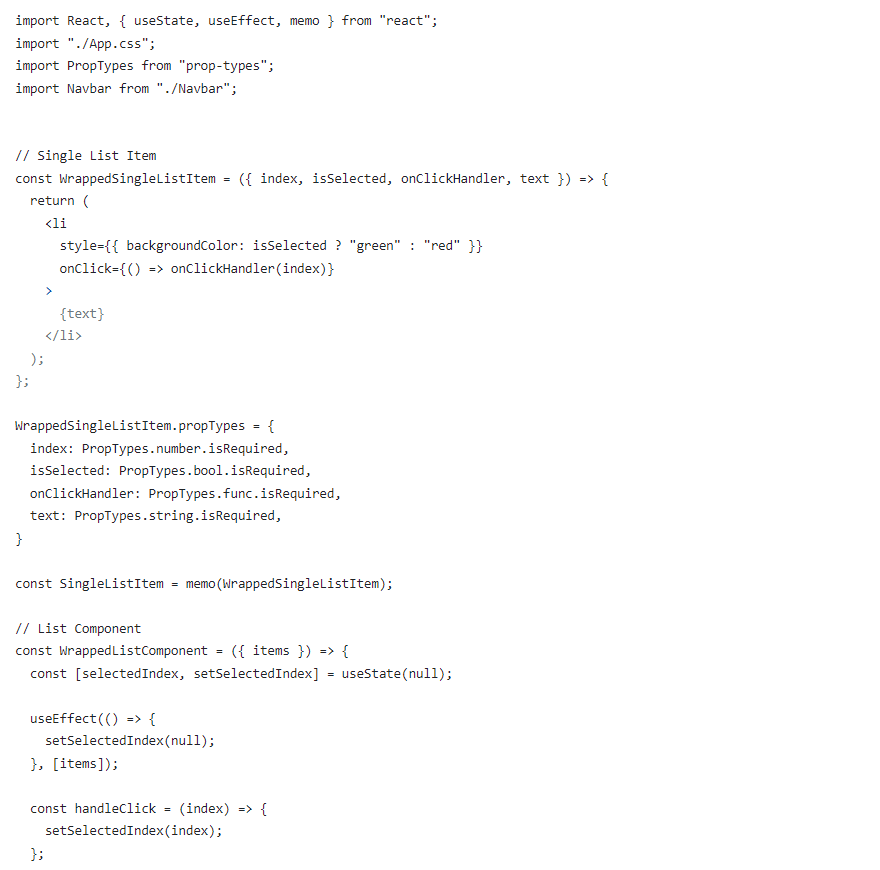 import React, { useState, useEffect, memo } from "react";
import "./App.css";
import PropTypes from "prop-types";
import Navbar from "./Navbar";


// Single List Item
const WrappedSingleListItem = ({ index, isSelected, onClickHandler, text }) => {
  return (
    <li
      style={{ backgroundColor: isSelected ? "green" : "red" }}
      onClick={() => onClickHandler(index)}
    >
      {text}
    </li>
  );
};

WrappedSingleListItem.propTypes = {
  index: PropTypes.number.isRequired,
  isSelected: PropTypes.bool.isRequired,
  onClickHandler: PropTypes.func.isRequired,
  text: PropTypes.string.isRequired,
}

const SingleListItem = memo(WrappedSingleListItem);

// List Component
const WrappedListComponent = ({ items }) => {
  const [selectedIndex, setSelectedIndex] = useState(null);

  useEffect(() => {
    setSelectedIndex(null);
  }, [items]);

  const handleClick = (index) => {
    setSelectedIndex(index);
  };